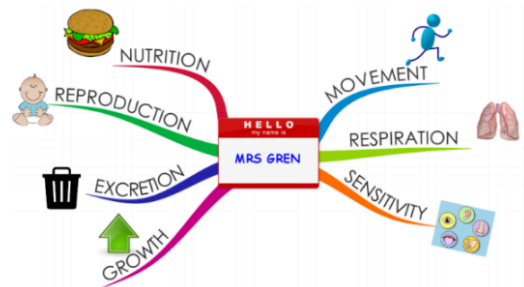 NUTRITION
REPRODUCTION
EXCRETION
GROWTH
HELLO
my name is
MRS GREN
MOVEMENT
RESPIRATION
SENSITIVITY